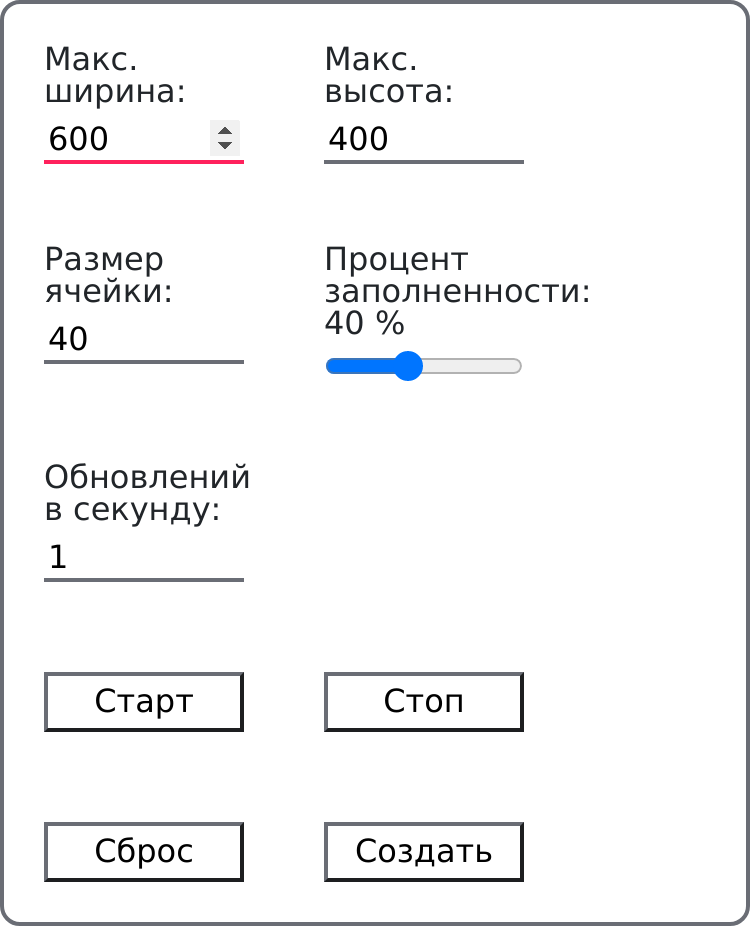 Макс.
ширина:
600
Макс.
высота:
400
Размер
ячейки:
40
Процент
заполненности:
40 %
Обновлений
в секунду:
1
Старт
Стоп
Сброс
Создать